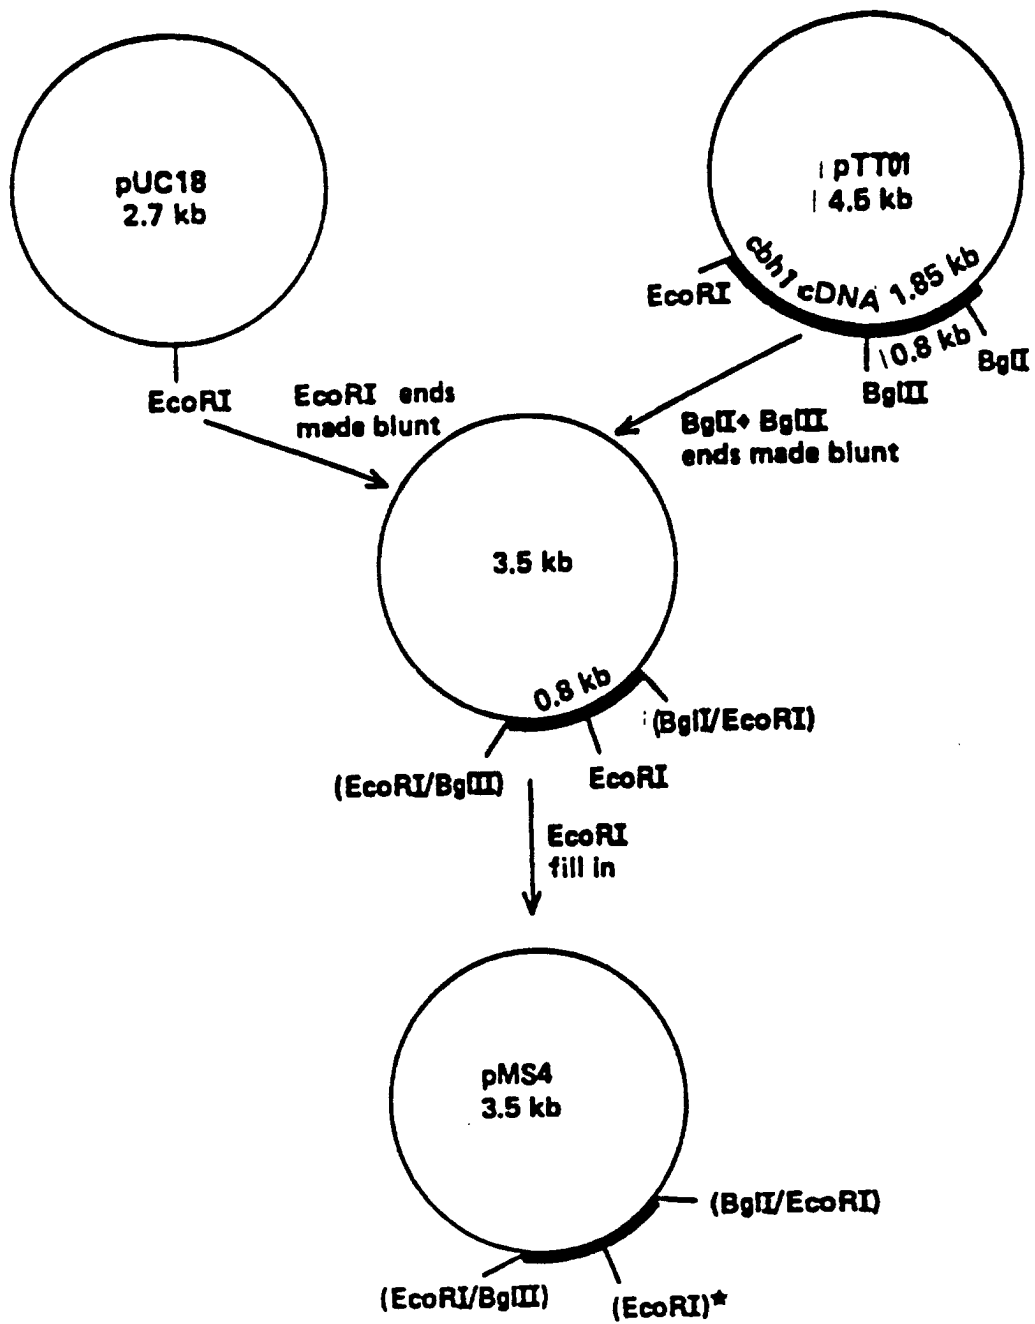 pUC18
2.7 kb
pTT01
4.5 kb
cbh1 cDNA 1.85 kb
EcoRI
0.8 kb
BglI
BglII
EcoRI
EcoRI ends
made blunt
BglI + BglII
ends made blunt
3.5 kb
0.8 kb
(BglI/EcoRI)
(EcoRI/BglII)
EcoRI
EcoRI
fill in
pMS4
3.5 kb
(BglI/EcoRI)
(EcoRI/BglII)
(EcoRI)*